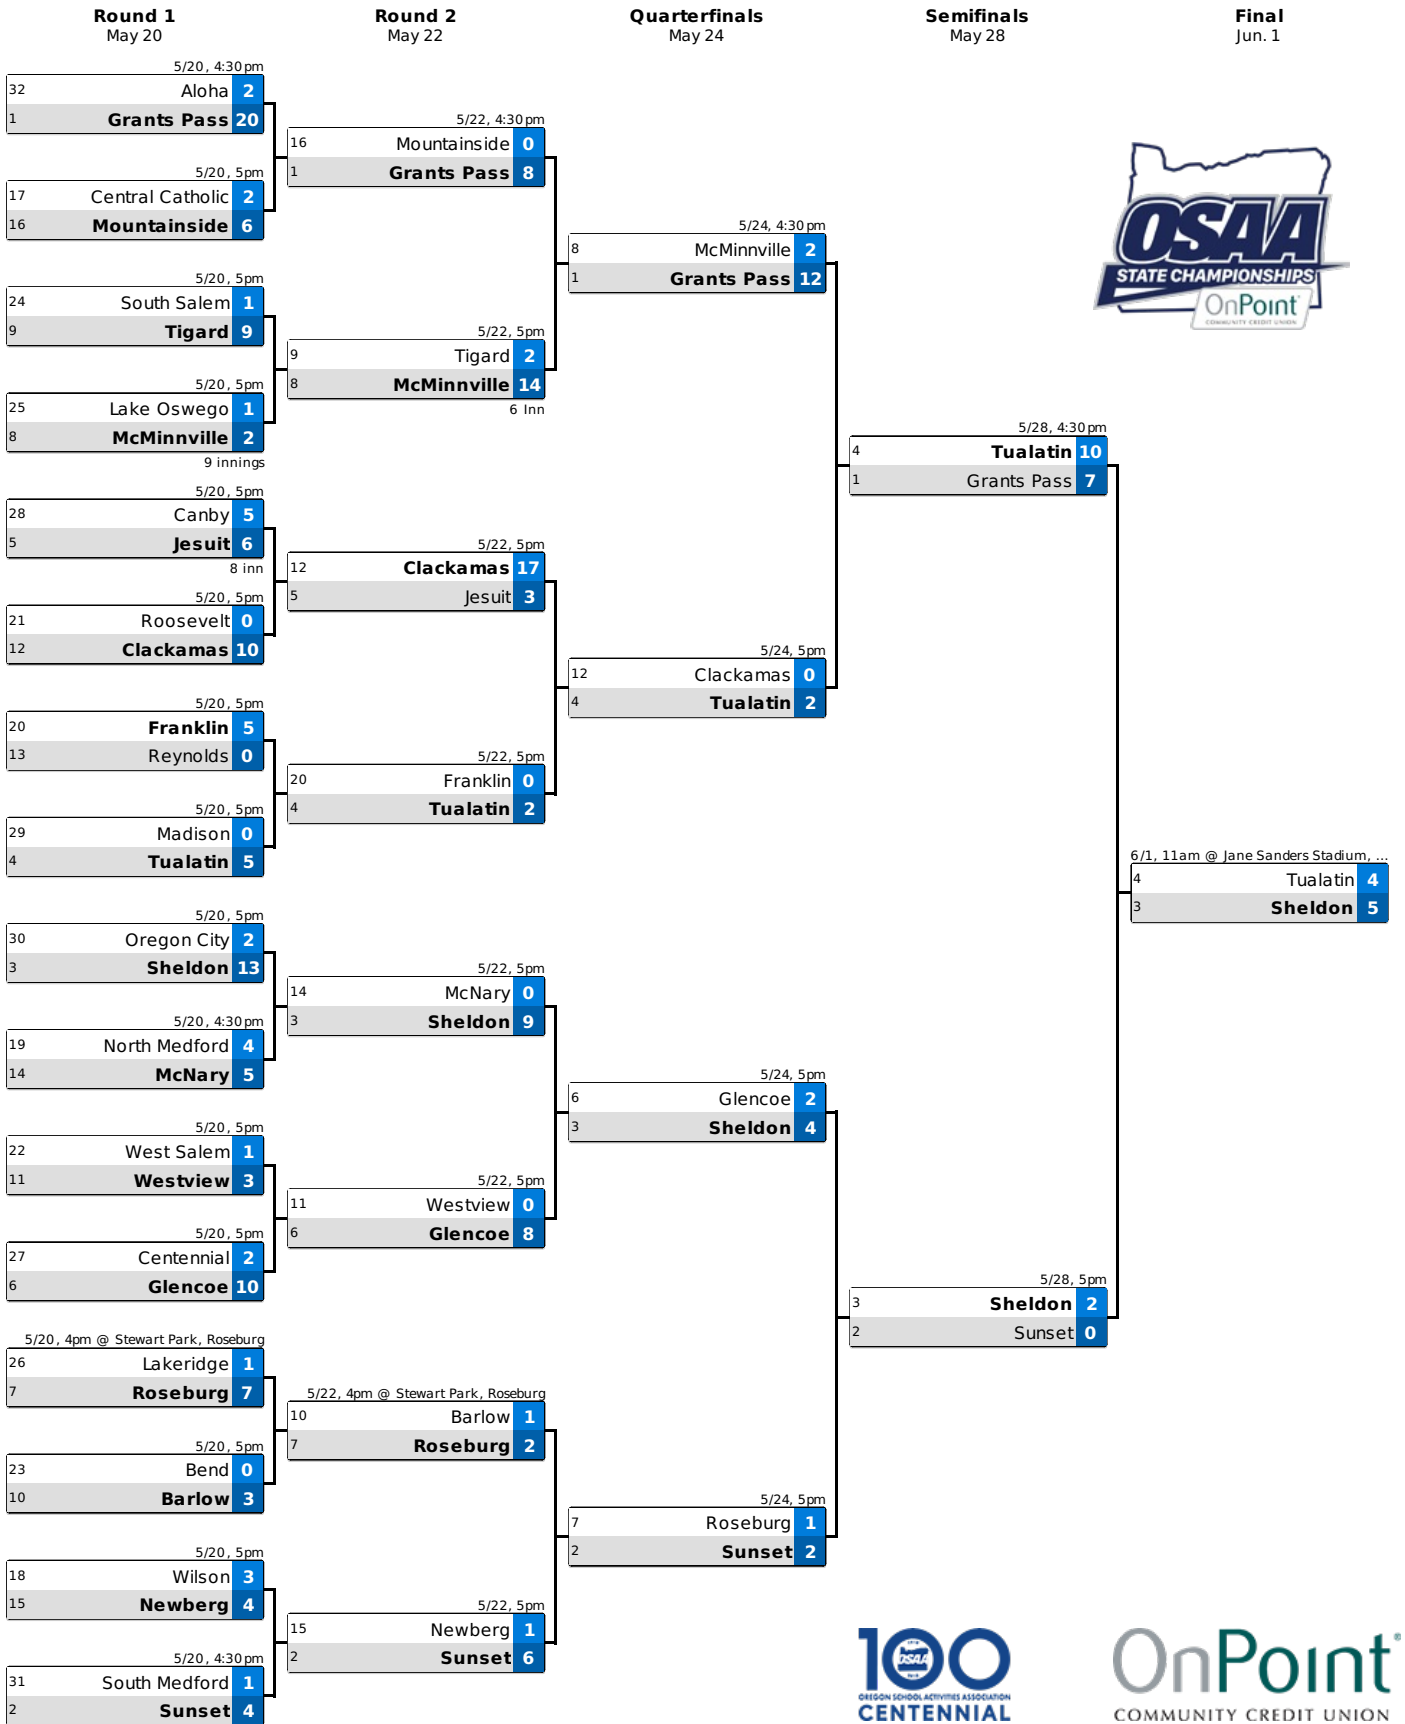 Round 1
May 20
Round 2
May 22
Quarterfinals
May 24
Semifinals
May 28
Final
Jun. 1
5/20, 4:30pm
32 Aloha 2
1 Grants Pass 20
5/20, 5pm
17 Central Catholic 2
16 Mountainside 6
5/20, 5pm
24 South Salem 1
9 Tigard 9
5/20, 5pm
25 Lake Oswego 1
8 McMinnville 2
9 innings
5/20, 5pm
28 Canby 5
5 Jesuit 6
8 inn
5/20, 5pm
21 Roosevelt 0
12 Clackamas 10
5/20, 5pm
20 Franklin 5
13 Reynolds 0
5/20, 5pm
29 Madison 0
4 Tualatin 5
5/20, 5pm
30 Oregon City 2
3 Sheldon 13
5/20, 4:30pm
19 North Medford 4
14 McNary 5
5/20, 5pm
22 West Salem 1
11 Westview 3
5/20, 5pm
27 Centennial 2
6 Glencoe 10
5/20, 4pm @ Stewart Park, Roseburg
26 Lakeridge 1
7 Roseburg 7
5/20, 5pm
23 Bend 0
10 Barlow 3
5/20, 5pm
18 Wilson 3
15 Newberg 4
5/20, 4:30pm
31 South Medford 1
2 Sunset 4
5/22, 4:30pm
16 Mountainside 0
1 Grants Pass 8
5/22, 5pm
9 Tigard 2
8 McMinnville 14
6 Inn
5/22, 5pm
12 Clackamas 17
5 Jesuit 3
5/22, 5pm
20 Franklin 0
4 Tualatin 2
5/22, 5pm
14 McNary 0
3 Sheldon 9
5/22, 5pm
11 Westview 0
6 Glencoe 8
5/22, 4pm @ Stewart Park, Roseburg
10 Barlow 1
7 Roseburg 2
5/22, 5pm
15 Newberg 1
2 Sunset 6
5/24, 4:30pm
8 McMinnville 2
1 Grants Pass 12
5/24, 5pm
12 Clackamas 0
4 Tualatin 2
5/24, 5pm
6 Glencoe 2
3 Sheldon 4
5/24, 5pm
7 Roseburg 1
2 Sunset 2
5/28, 4:30pm
4 Tualatin 10
1 Grants Pass 7
5/28, 5pm
3 Sheldon 2
2 Sunset 0
6/1, 11am @ Jane Sanders Stadium, ...
4 Tualatin 4
3 Sheldon 5
OSAA
STATE CHAMPIONSHIPS
OnPoint
COMMUNITY CREDIT UNION
100
OSAA
OREGON SCHOOL ACTIVITIES ASSOCIATION
CENTENNIAL
OnPoint®
COMMUNITY CREDIT UNION